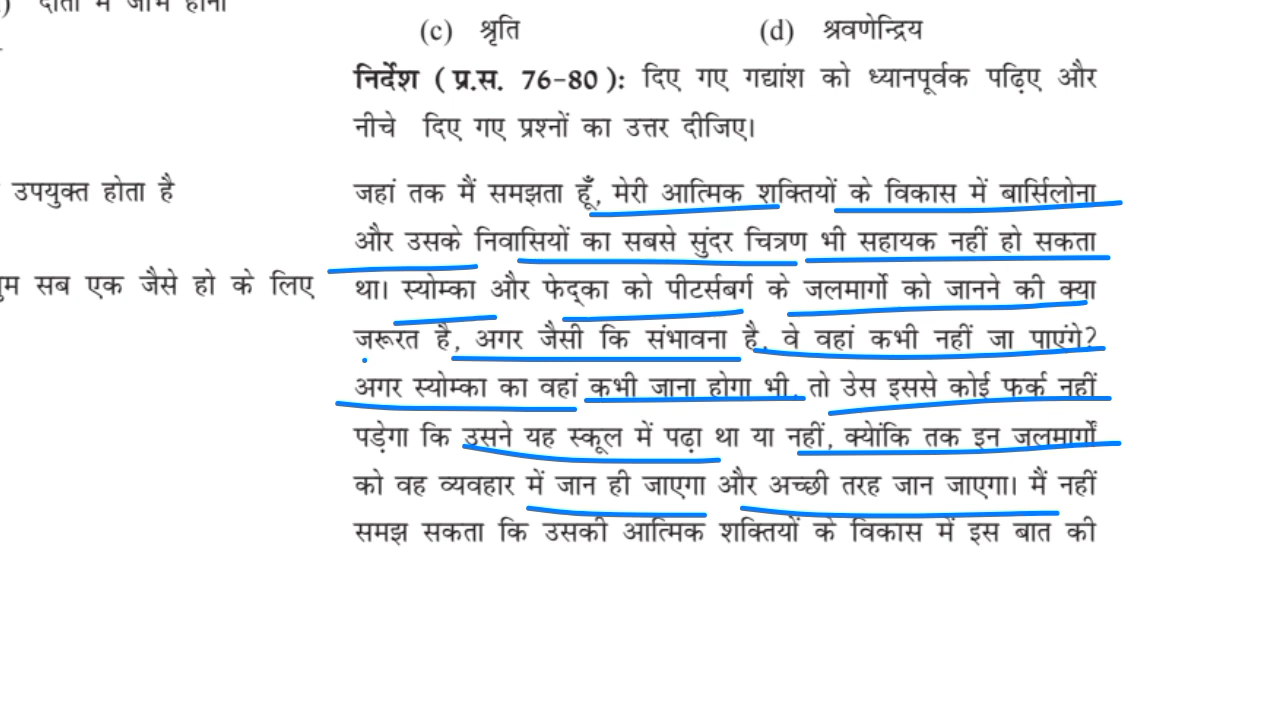 (c) श्रृति
(d) श्रवणेन्द्रिय
निर्देश ( प्र.स. 76-80 ): दिए गए गद्यांश को ध्यानपूर्वक पढ़िए और
नीचे दिए गए प्रश्नों का उत्तर दीजिए।
उपयुक्त होता है
जहां तक मैं समझता हूँ, मेरी आत्मिक शक्तियों के विकास में बार्सिलोना
और उसके निवासियों का सबसे सुंदर चित्रण भी सहायक नहीं हो सकता
सब एक जैसे हो के लिए
था। स्योम्का और फेद्का को पीटर्सबर्ग के जलमार्गो को जानने की क्या
जरूरत है, अगर जैसी कि संभावना है, वे वहां कभी नहीं जा पाएंगे?
अगर स्योम्का का वहां कभी जाना होगा भी, तो उेस इससे कोई फर्क नहीं
पड़ेगा कि उसने यह स्कूल में पढ़ा था या नहीं, क्योंकि तक इन जलमार्गों
को वह व्यवहार में जान ही जाएगा और अच्छी तरह जान जाएगा। मैं नहीं
समझ सकता कि उसकी आत्मिक शक्तियों के विकास में इस बात की